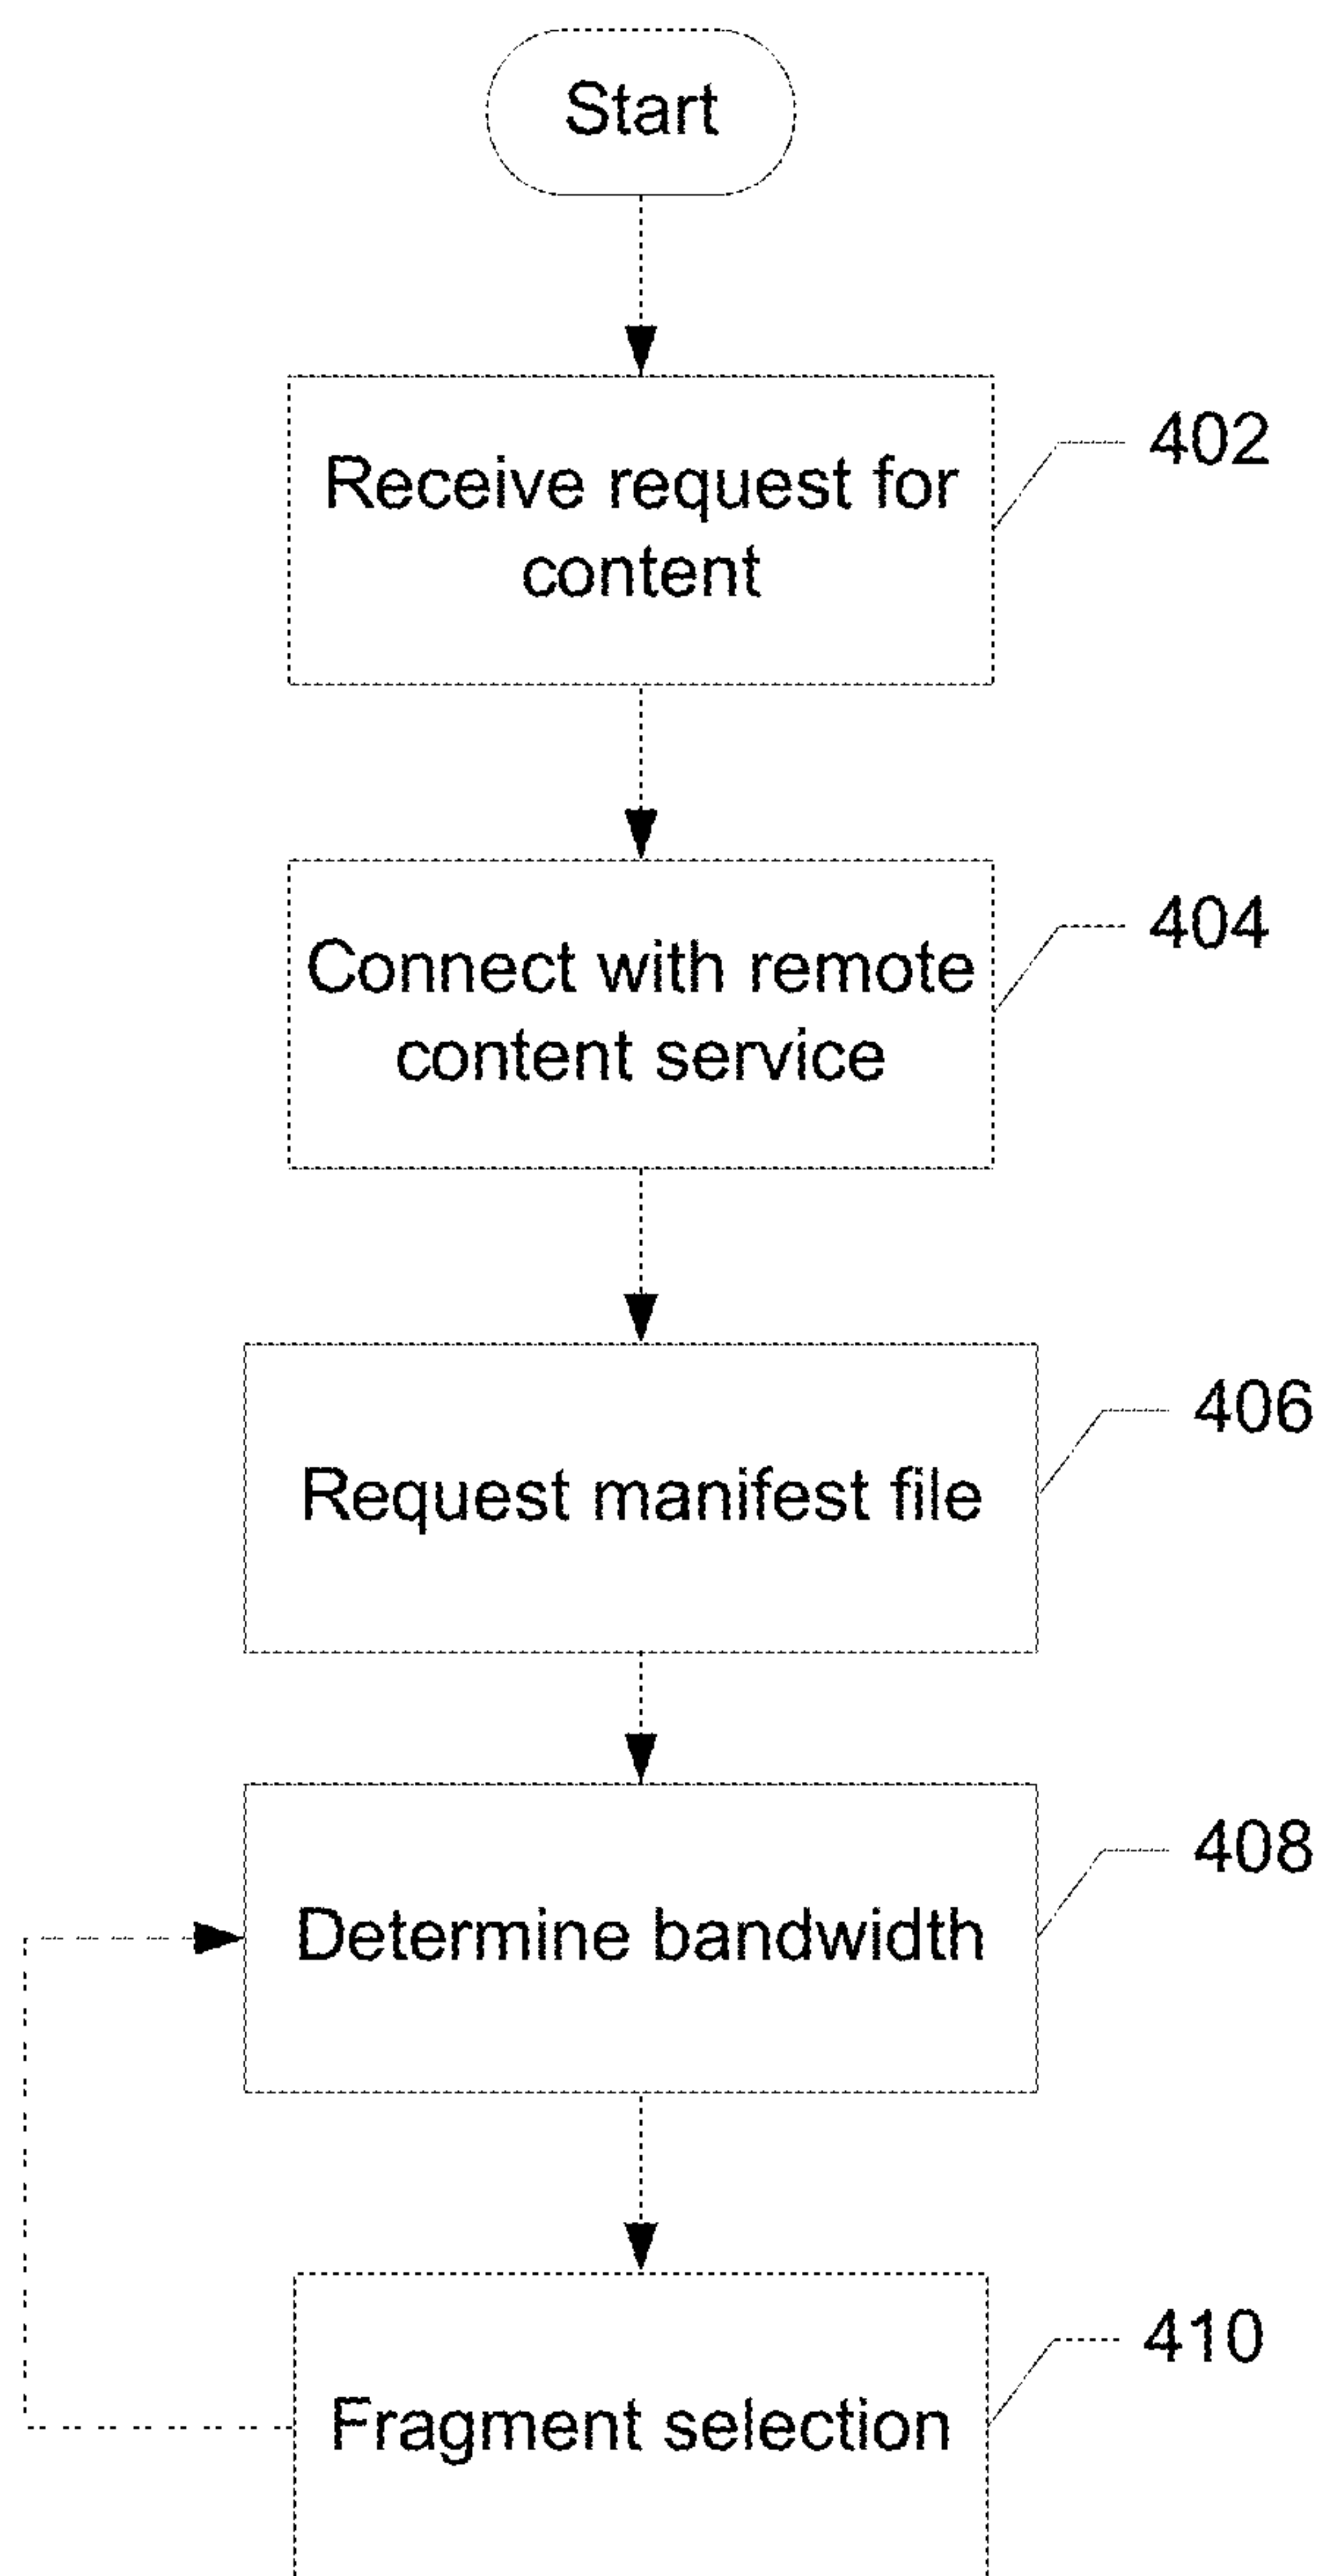 Start
Receive request for
content
402
Connect with remote
content service
404
Request manifest file
406
Determine bandwidth
408
Fragment selection
410